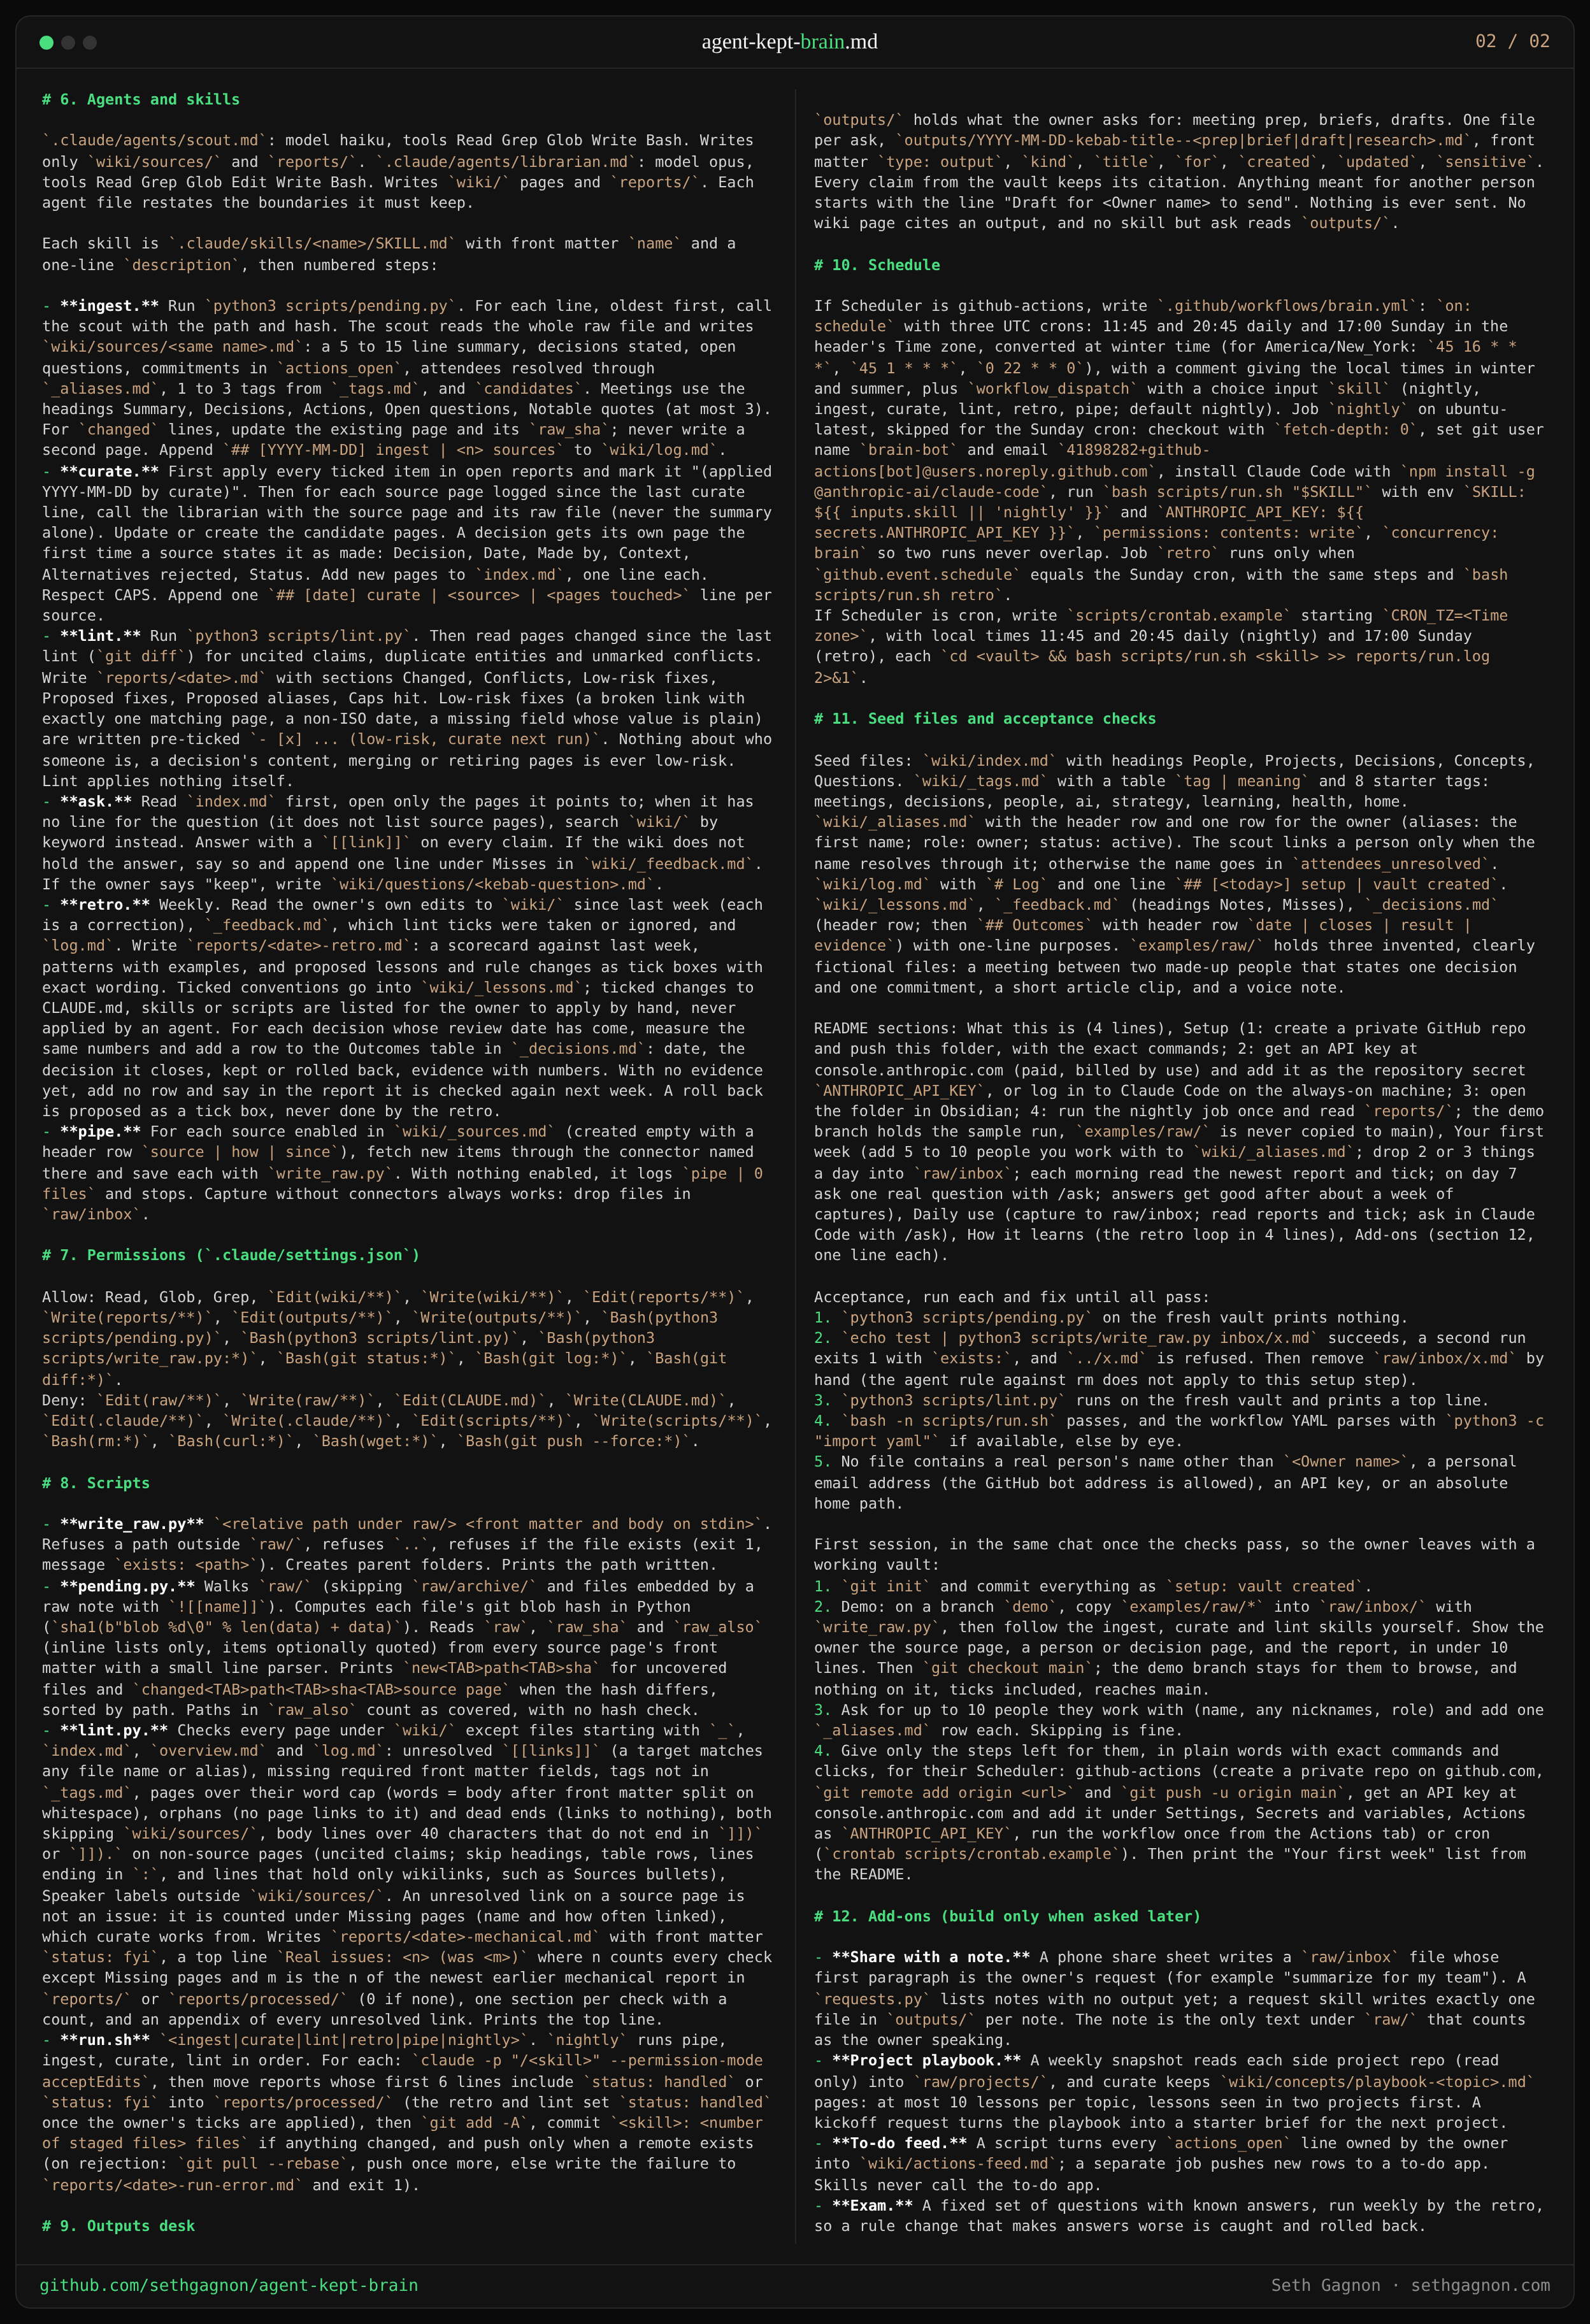 agent-kept-brain.md
02 / 02
# 6. Agents and skills
`.claude/agents/scout.md`: model haiku, tools Read Grep Glob Write Bash. Writes
only `wiki/sources/` and `reports/`. `.claude/agents/librarian.md`: model opus,
tools Read Grep Glob Edit Write Bash. Writes `wiki/` pages and `reports/`. Each
agent file restates the boundaries it must keep.
Each skill is `.claude/skills/<name>/SKILL.md` with front matter `name` and a
one-line `description`, then numbered steps:
- **ingest.** Run `python3 scripts/pending.py`. For each line, oldest first, call
the scout with the path and hash. The scout reads the whole raw file and writes
`wiki/sources/<same name>.md`: a 5 to 15 line summary, decisions stated, open
questions, commitments in `actions_open`, attendees resolved through
`_aliases.md`, 1 to 3 tags from `_tags.md`, and `candidates`. Meetings use the
headings Summary, Decisions, Actions, Open questions, Notable quotes (at most 3).
For `changed` lines, update the existing page and its `raw_sha`; never write a
second page. Append `## [YYYY-MM-DD] ingest | <n> sources` to `wiki/log.md`.
- **curate.** First apply every ticked item in open reports and mark it "(applied
YYYY-MM-DD by curate)". Then for each source page logged since the last curate
line, call the librarian with the source page and its raw file (never the summary
alone). Update or create the candidate pages. A decision gets its own page the
first time a source states it as made: Decision, Date, Made by, Context,
Alternatives rejected, Status. Add new pages to `index.md`, one line each.
Respect CAPS. Append one `## [date] curate | <source> | <pages touched>` line per
source.
- **lint.** Run `python3 scripts/lint.py`. Then read pages changed since the last
lint (`git diff`) for uncited claims, duplicate entities and unmarked conflicts.
Write `reports/<date>.md` with sections Changed, Conflicts, Low-risk fixes,
Proposed fixes, Proposed aliases, Caps hit. Low-risk fixes (a broken link with
exactly one matching page, a non-ISO date, a missing field whose value is plain)
are written pre-ticked `- [x] ... (low-risk, curate next run)`. Nothing about who
someone is, a decision's content, merging or retiring pages is ever low-risk.
Lint applies nothing itself.
- **ask.** Read `index.md` first, open only the pages it points to; when it has
no line for the question (it does not list source pages), search `wiki/` by
keyword instead. Answer with a `[[link]]` on every claim. If the wiki does not
hold the answer, say so and append one line under Misses in `wiki/_feedback.md`.
If the owner says "keep", write `wiki/questions/<kebab-question>.md`.
- **retro.** Weekly. Read the owner's own edits to `wiki/` since last week (each
is a correction), `_feedback.md`, which lint ticks were taken or ignored, and
`log.md`. Write `reports/<date>-retro.md`: a scorecard against last week,
patterns with examples, and proposed lessons and rule changes as tick boxes with
exact wording. Ticked conventions go into `wiki/_lessons.md`; ticked changes to
CLAUDE.md, skills or scripts are listed for the owner to apply by hand, never
applied by an agent. For each decision whose review date has come, measure the
same numbers and add a row to the Outcomes table in `_decisions.md`: date, the
decision it closes, kept or rolled back, evidence with numbers. With no evidence
yet, add no row and say in the report it is checked again next week. A roll back
is proposed as a tick box, never done by the retro.
- **pipe.** For each source enabled in `wiki/_sources.md` (created empty with a
header row `source | how | since`), fetch new items through the connector named
there and save each with `write_raw.py`. With nothing enabled, it logs `pipe | 0
files` and stops. Capture without connectors always works: drop files in
`raw/inbox`.
# 7. Permissions (`.claude/settings.json`)
Allow: Read, Glob, Grep, `Edit(wiki/**)`, `Write(wiki/**)`, `Edit(reports/**)`,
`Write(reports/**)`, `Edit(outputs/**)`, `Write(outputs/**)`, `Bash(python3
scripts/pending.py)`, `Bash(python3 scripts/lint.py)`, `Bash(python3
scripts/write_raw.py:*)`, `Bash(git status:*)`, `Bash(git log:*)`, `Bash(git
diff:*)`.
Deny: `Edit(raw/**)`, `Write(raw/**)`, `Edit(CLAUDE.md)`, `Write(CLAUDE.md)`,
`Edit(.claude/**)`, `Write(.claude/**)`, `Edit(scripts/**)`, `Write(scripts/**)`,
`Bash(rm:*)`, `Bash(curl:*)`, `Bash(wget:*)`, `Bash(git push --force:*)`.
# 8. Scripts
- **write_raw.py** `<relative path under raw/> <front matter and body on stdin>`.
Refuses a path outside `raw/`, refuses `..`, refuses if the file exists (exit 1,
message `exists: <path>`). Creates parent folders. Prints the path written.
- **pending.py.** Walks `raw/` (skipping `raw/archive/` and files embedded by a
raw note with `![[name]]`). Computes each file's git blob hash in Python
(`sha1(b"blob %d\0" % len(data) + data)`). Reads `raw`, `raw_sha` and `raw_also`
(inline lists only, items optionally quoted) from every source page's front
matter with a small line parser. Prints `new<TAB>path<TAB>sha` for uncovered
files and `changed<TAB>path<TAB>sha<TAB>source page` when the hash differs,
sorted by path. Paths in `raw_also` count as covered, with no hash check.
- **lint.py.** Checks every page under `wiki/` except files starting with `_`,
`index.md`, `overview.md` and `log.md`: unresolved `[[links]]` (a target matches
any file name or alias), missing required front matter fields, tags not in
`_tags.md`, pages over their word cap (words = body after front matter split on
whitespace), orphans (no page links to it) and dead ends (links to nothing), both
skipping `wiki/sources/`, body lines over 40 characters that do not end in `]])`
or `]]).` on non-source pages (uncited claims; skip headings, table rows, lines
ending in `:`, and lines that hold only wikilinks, such as Sources bullets),
Speaker labels outside `wiki/sources/`. An unresolved link on a source page is
not an issue: it is counted under Missing pages (name and how often linked),
which curate works from. Writes `reports/<date>-mechanical.md` with front matter
`status: fyi`, a top line `Real issues: <n> (was <m>)` where n counts every check
except Missing pages and m is the n of the newest earlier mechanical report in
`reports/` or `reports/processed/` (0 if none), one section per check with a
count, and an appendix of every unresolved link. Prints the top line.
- **run.sh** `<ingest|curate|lint|retro|pipe|nightly>`. `nightly` runs pipe,
ingest, curate, lint in order. For each: `claude -p "/<skill>" --permission-mode
acceptEdits`, then move reports whose first 6 lines include `status: handled` or
`status: fyi` into `reports/processed/` (the retro and lint set `status: handled`
once the owner's ticks are applied), then `git add -A`, commit `<skill>: <number
of staged files> files` if anything changed, and push only when a remote exists
(on rejection: `git pull --rebase`, push once more, else write the failure to
`reports/<date>-run-error.md` and exit 1).
# 9. Outputs desk
`outputs/` holds what the owner asks for: meeting prep, briefs, drafts. One file
per ask, `outputs/YYYY-MM-DD-kebab-title--<prep|brief|draft|research>.md`, front
matter `type: output`, `kind`, `title`, `for`, `created`, `updated`, `sensitive`.
Every claim from the vault keeps its citation. Anything meant for another person
starts with the line "Draft for <Owner name> to send". Nothing is ever sent. No
wiki page cites an output, and no skill but ask reads `outputs/`.
# 10. Schedule
If Scheduler is github-actions, write `.github/workflows/brain.yml`: `on:
schedule` with three UTC crons: 11:45 and 20:45 daily and 17:00 Sunday in the
header's Time zone, converted at winter time (for America/New_York: `45 16 * *
*`, `45 1 * * *`, `0 22 * * 0`), with a comment giving the local times in winter
and summer, plus `workflow_dispatch` with a choice input `skill` (nightly,
ingest, curate, lint, retro, pipe; default nightly). Job `nightly` on ubuntu-
latest, skipped for the Sunday cron: checkout with `fetch-depth: 0`, set git user
name `brain-bot` and email `41898282+github-
actions[bot]@users.noreply.github.com`, install Claude Code with `npm install -g
@anthropic-ai/claude-code`, run `bash scripts/run.sh "$SKILL"` with env `SKILL:
${{ inputs.skill || 'nightly' }}` and `ANTHROPIC_API_KEY: ${{
secrets.ANTHROPIC_API_KEY }}`, `permissions: contents: write`, `concurrency:
brain` so two runs never overlap. Job `retro` runs only when
`github.event.schedule` equals the Sunday cron, with the same steps and `bash
scripts/run.sh retro`.
If Scheduler is cron, write `scripts/crontab.example` starting `CRON_TZ=<Time
zone>`, with local times 11:45 and 20:45 daily (nightly) and 17:00 Sunday
(retro), each `cd <vault> && bash scripts/run.sh <skill> >> reports/run.log
2>&1`.
# 11. Seed files and acceptance checks
Seed files: `wiki/index.md` with headings People, Projects, Decisions, Concepts,
Questions. `wiki/_tags.md` with a table `tag | meaning` and 8 starter tags:
meetings, decisions, people, ai, strategy, learning, health, home.
`wiki/_aliases.md` with the header row and one row for the owner (aliases: the
first name; role: owner; status: active). The scout links a person only when the
name resolves through it; otherwise the name goes in `attendees_unresolved`.
`wiki/log.md` with `# Log` and one line `## [<today>] setup | vault created`.
`wiki/_lessons.md`, `_feedback.md` (headings Notes, Misses), `_decisions.md`
(header row; then `## Outcomes` with header row `date | closes | result |
evidence`) with one-line purposes. `examples/raw/` holds three invented, clearly
fictional files: a meeting between two made-up people that states one decision
and one commitment, a short article clip, and a voice note.
README sections: What this is (4 lines), Setup (1: create a private GitHub repo
and push this folder, with the exact commands; 2: get an API key at
console.anthropic.com (paid, billed by use) and add it as the repository secret
`ANTHROPIC_API_KEY`, or log in to Claude Code on the always-on machine; 3: open
the folder in Obsidian; 4: run the nightly job once and read `reports/`; the demo
branch holds the sample run, `examples/raw/` is never copied to main), Your first
week (add 5 to 10 people you work with to `wiki/_aliases.md`; drop 2 or 3 things
a day into `raw/inbox`; each morning read the newest report and tick; on day 7
ask one real question with /ask; answers get good after about a week of
captures), Daily use (capture to raw/inbox; read reports and tick; ask in Claude
Code with /ask), How it learns (the retro loop in 4 lines), Add-ons (section 12,
one line each).
Acceptance, run each and fix until all pass:
1. `python3 scripts/pending.py` on the fresh vault prints nothing.
2. `echo test | python3 scripts/write_raw.py inbox/x.md` succeeds, a second run
exits 1 with `exists:`, and `../x.md` is refused. Then remove `raw/inbox/x.md` by
hand (the agent rule against rm does not apply to this setup step).
3. `python3 scripts/lint.py` runs on the fresh vault and prints a top line.
4. `bash -n scripts/run.sh` passes, and the workflow YAML parses with `python3 -c
"import yaml"` if available, else by eye.
5. No file contains a real person's name other than `<Owner name>`, a personal
email address (the GitHub bot address is allowed), an API key, or an absolute
home path.
First session, in the same chat once the checks pass, so the owner leaves with a
working vault:
1. `git init` and commit everything as `setup: vault created`.
2. Demo: on a branch `demo`, copy `examples/raw/*` into `raw/inbox/` with
`write_raw.py`, then follow the ingest, curate and lint skills yourself. Show the
owner the source page, a person or decision page, and the report, in under 10
lines. Then `git checkout main`; the demo branch stays for them to browse, and
nothing on it, ticks included, reaches main.
3. Ask for up to 10 people they work with (name, any nicknames, role) and add one
`_aliases.md` row each. Skipping is fine.
4. Give only the steps left for them, in plain words with exact commands and
clicks, for their Scheduler: github-actions (create a private repo on github.com,
`git remote add origin <url>` and `git push -u origin main`, get an API key at
console.anthropic.com and add it under Settings, Secrets and variables, Actions
as `ANTHROPIC_API_KEY`, run the workflow once from the Actions tab) or cron
(`crontab scripts/crontab.example`). Then print the "Your first week" list from
the README.
# 12. Add-ons (build only when asked later)
- **Share with a note.** A phone share sheet writes a `raw/inbox` file whose
first paragraph is the owner's request (for example "summarize for my team"). A
`requests.py` lists notes with no output yet; a request skill writes exactly one
file in `outputs/` per note. The note is the only text under `raw/` that counts
as the owner speaking.
- **Project playbook.** A weekly snapshot reads each side project repo (read
only) into `raw/projects/`, and curate keeps `wiki/concepts/playbook-<topic>.md`
pages: at most 10 lessons per topic, lessons seen in two projects first. A
kickoff request turns the playbook into a starter brief for the next project.
- **To-do feed.** A script turns every `actions_open` line owned by the owner
into `wiki/actions-feed.md`; a separate job pushes new rows to a to-do app.
Skills never call the to-do app.
- **Exam.** A fixed set of questions with known answers, run weekly by the retro,
so a rule change that makes answers worse is caught and rolled back.
github.com/sethgagnon/agent-kept-brain
Seth Gagnon · sethgagnon.com